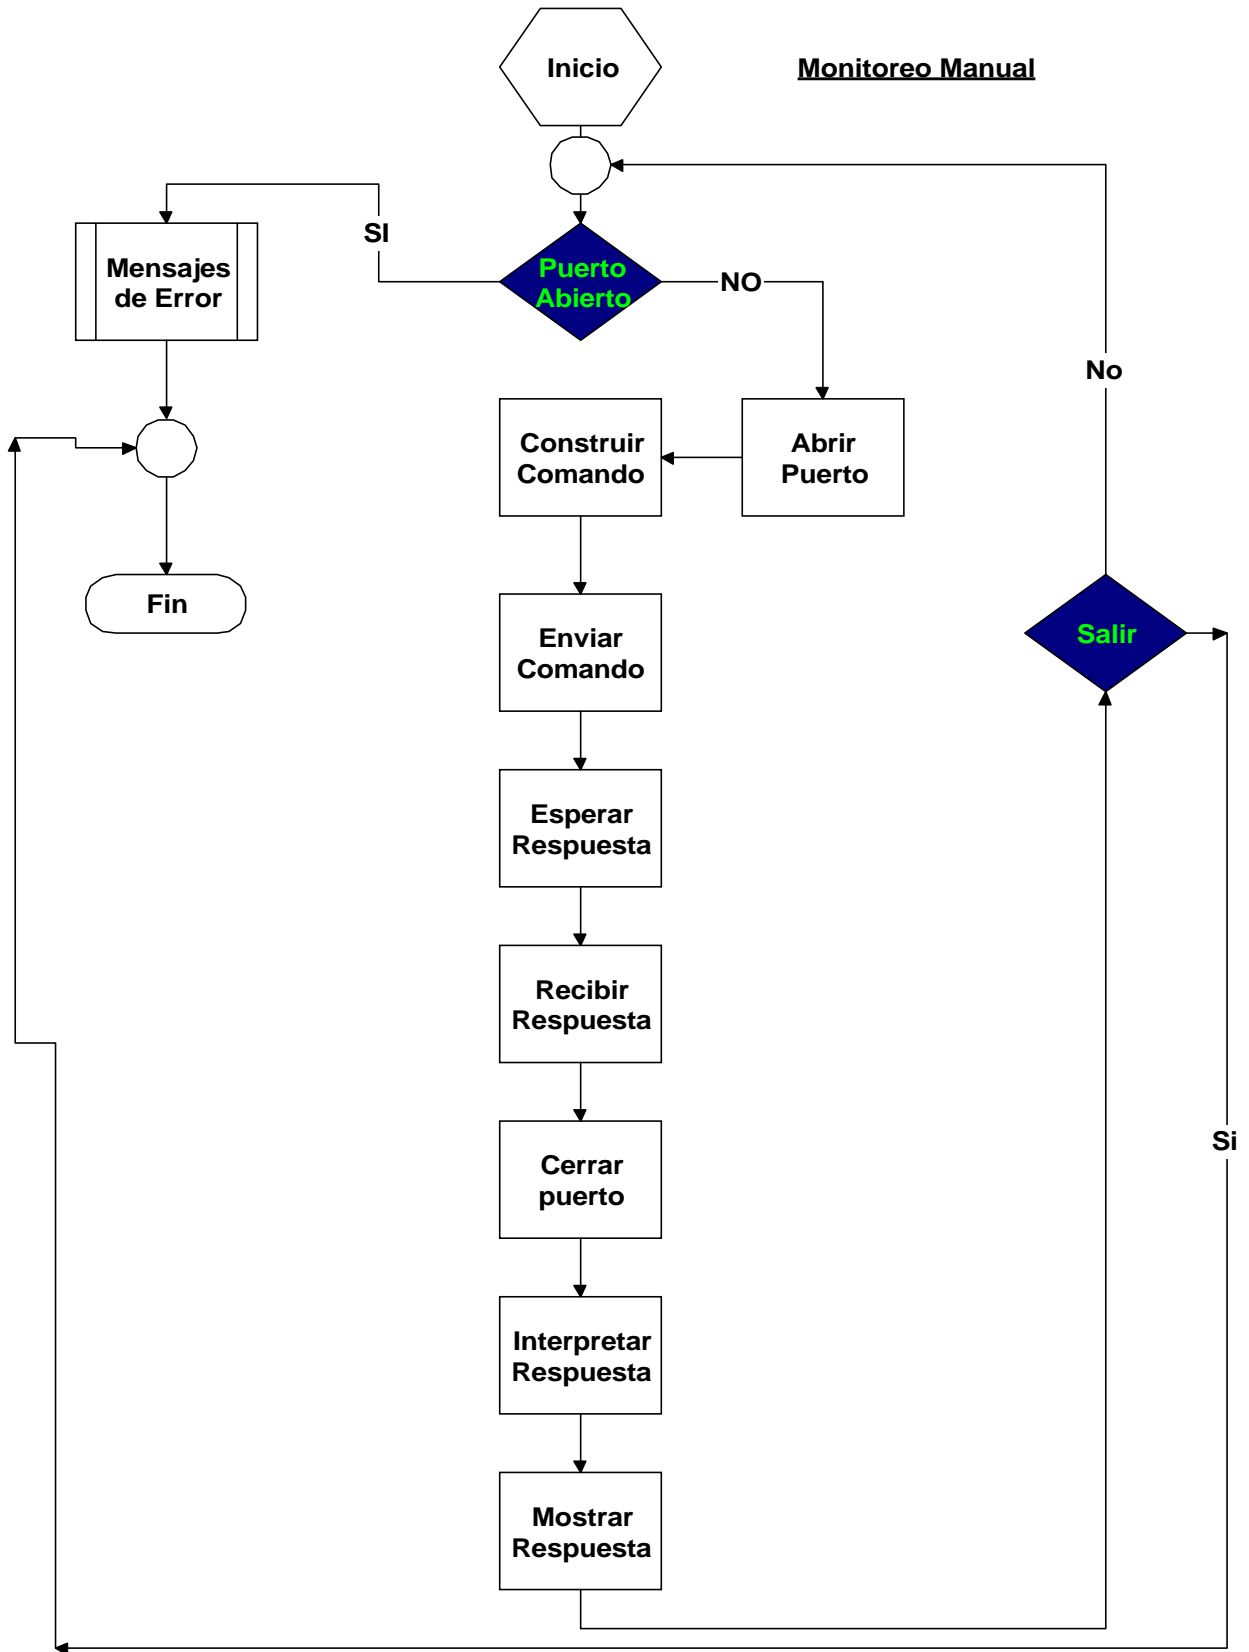 Inicio
Monitoreo Manual
SI
Mensajes
de Error
Puerto
Abierto
NO
No
Construir
Comando
Abrir
Puerto
Fin
Enviar
Comando
Salir
Esperar
Respuesta
Recibir
Respuesta
Cerrar
puerto
Si
Interpretar
Respuesta
Mostrar
Respuesta